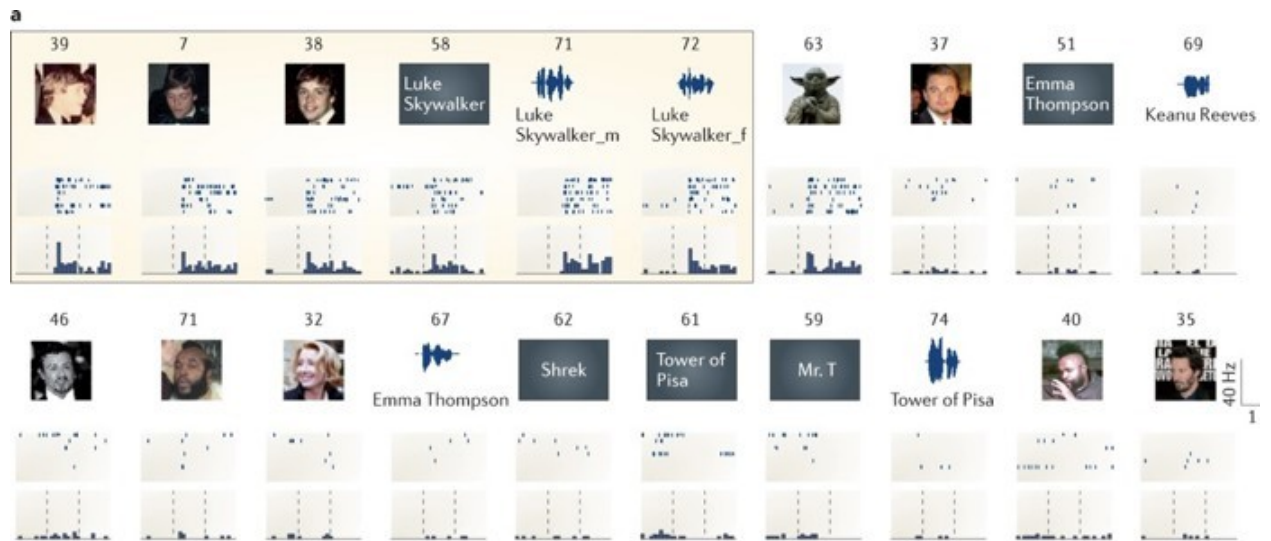 a
39 7 38 58 71 72 63 37 51 69
Luke
Skywalker
Luke
Skywalker_m
Luke
Skywalker_f
Emma
Thompson
Keanu Reeves
46 71 32 67 62 61 59 74 40 35
Emma Thompson
Shrek
Tower of
Pisa
Mr. T
Tower of Pisa
40 Hz
1